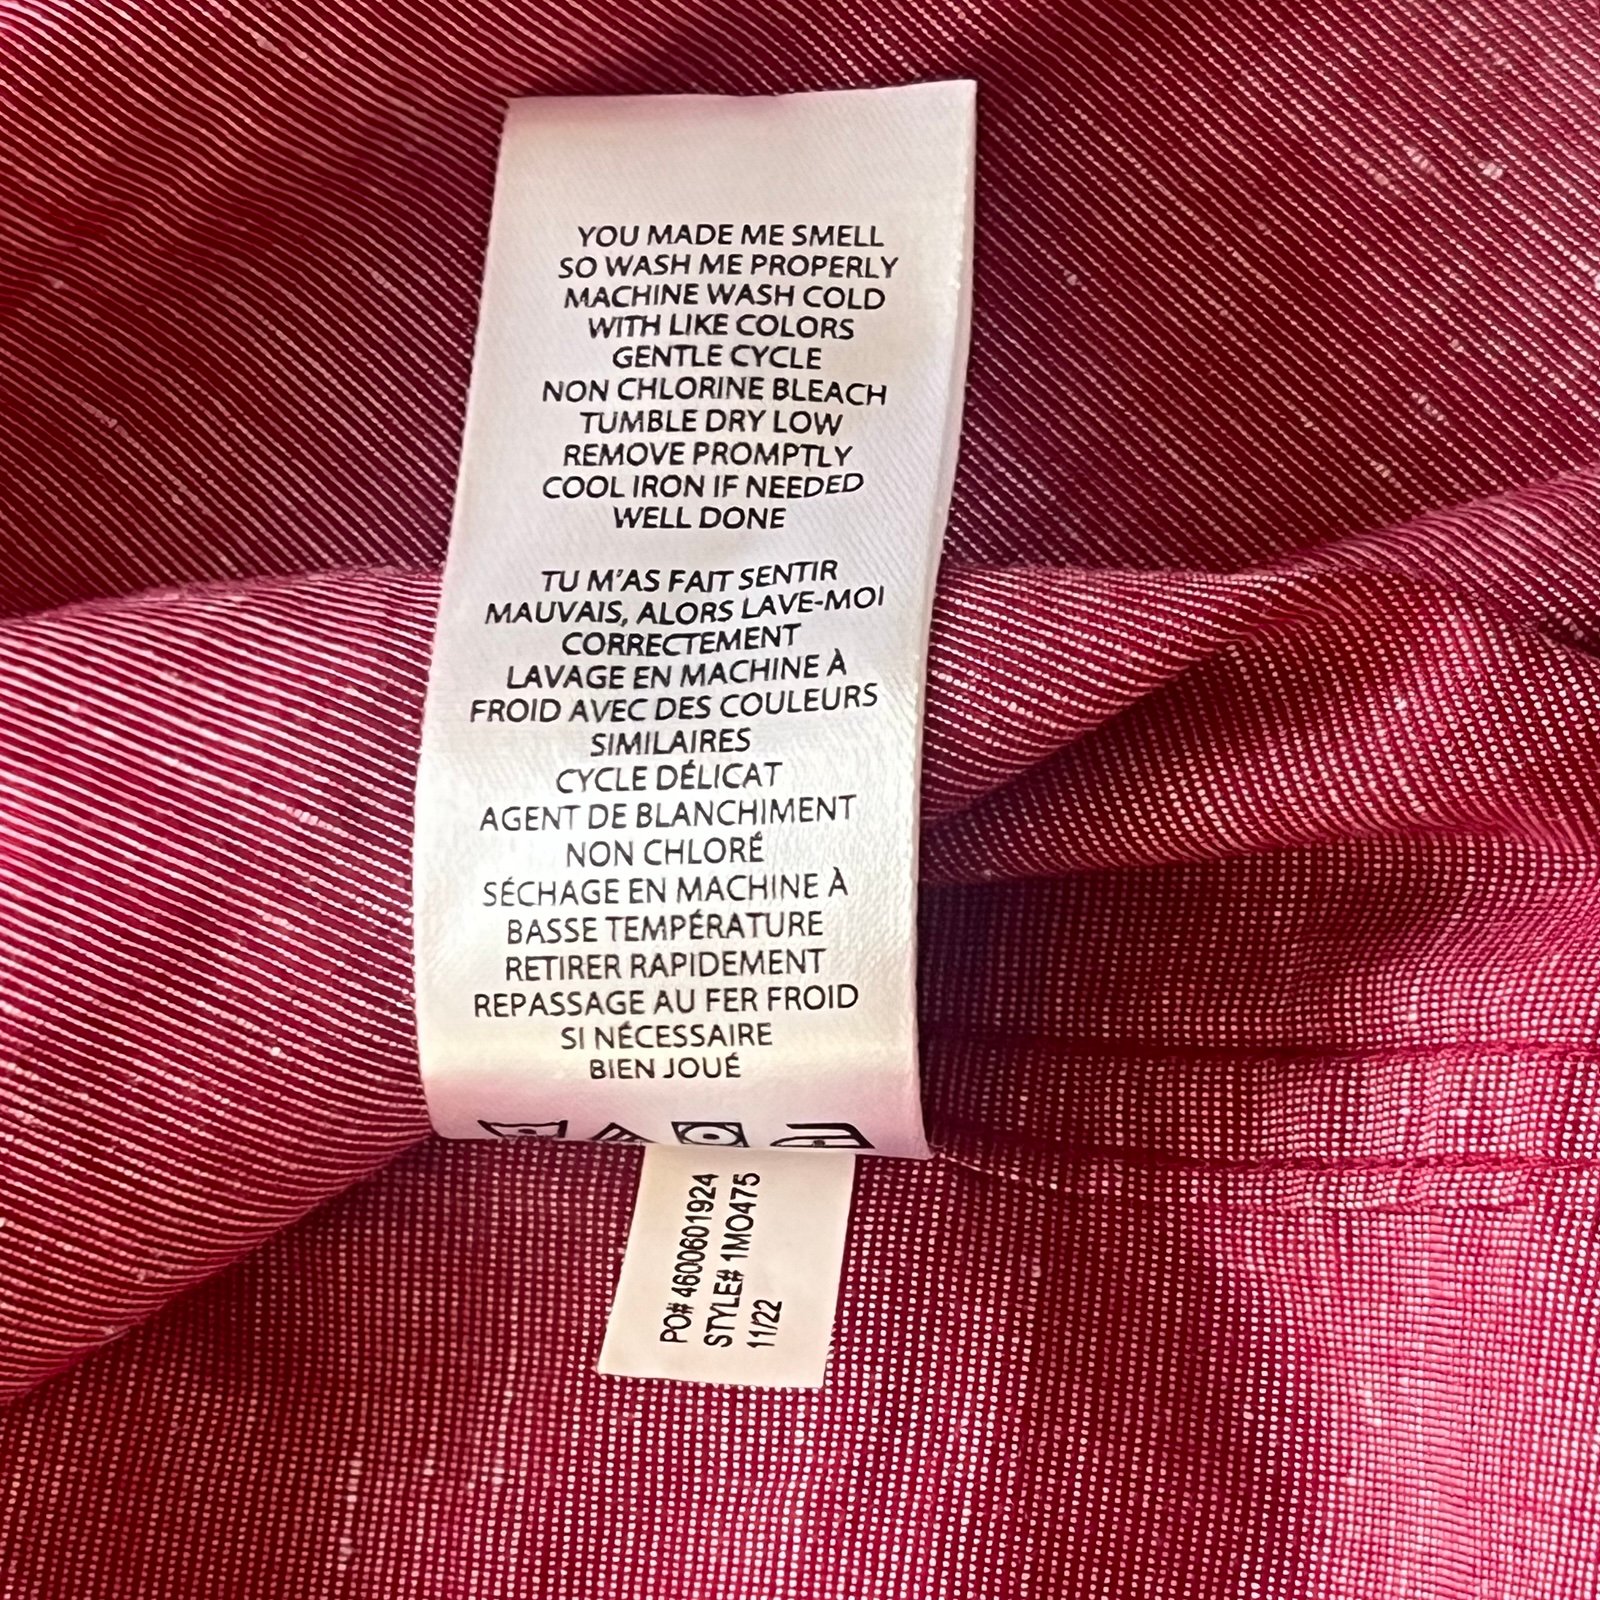 YOU MADE ME SMELL
SO WASH ME PROPERLY
MACHINE WASH COLD
WITH LIKE COLORS
GENTLE CYCLE
NON CHLORINE BLEACH
TUMBLE DRY LOW
REMOVE PROMPTLY
COOL IRON IF NEEDED
WELL DONE
TU M'AS FAIT SENTIR
MAUVAIS, ALORS LAVE-MOI
CORRECTEMENT
LAVAGE EN MACHINE À
FROID AVEC DES COULEURS
SIMILAIRES
CYCLE DÉLICAT
AGENT DE BLANCHIMENT
NON CHLORÉ
SÉCHAGE EN MACHINE À
BASSE TEMPÉRATURE
RETIRER RAPIDEMENT
REPASSAGE AU FER FROID
SI NÉCESSAIRE
BIEN JOUÉ
PO# 4600601924
STYLE# 1MO475
11/22